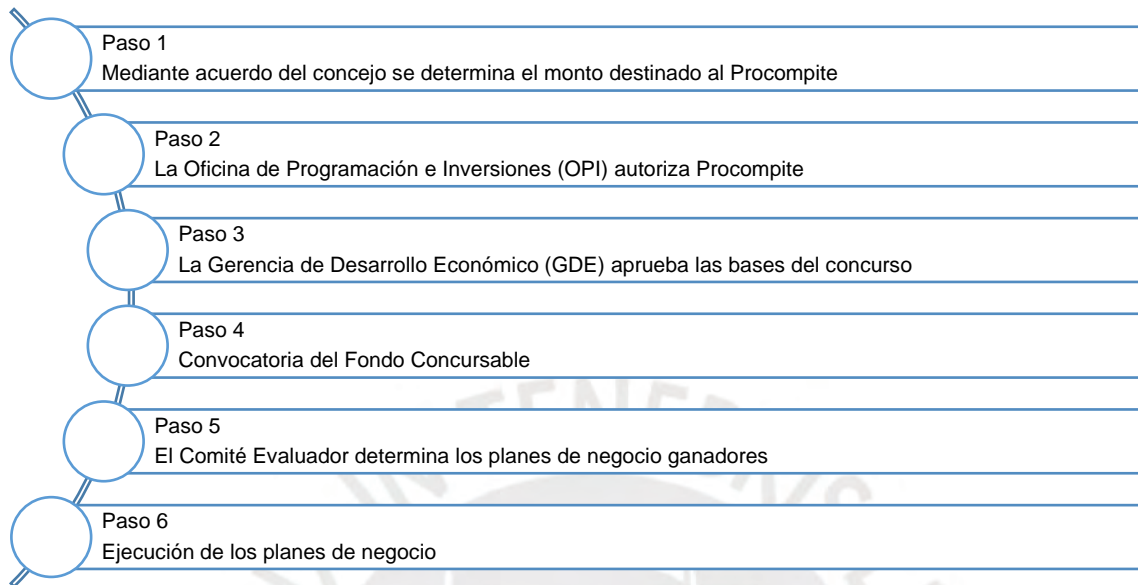 Paso 1
Mediante acuerdo del concejo se determina el monto destinado al Procompite
Paso 2
La Oficina de Programación e Inversiones (OPI) autoriza Procompite
Paso 3
La Gerencia de Desarrollo Económico (GDE) aprueba las bases del concurso
Paso 4
Convocatoria del Fondo Concursable
Paso 5
El Comité Evaluador determina los planes de negocio ganadores
Paso 6
Ejecución de los planes de negocio